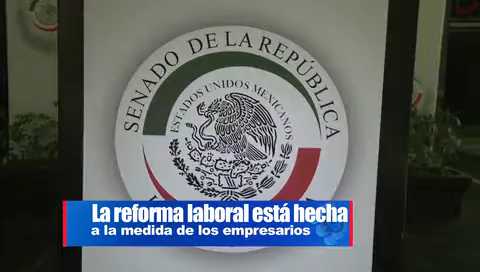 SENADO DE LA REPÚBLICA
ESTADOS UNIDOS MEXICANOS
La reforma laboral está hecha
a la medida de los empresarios